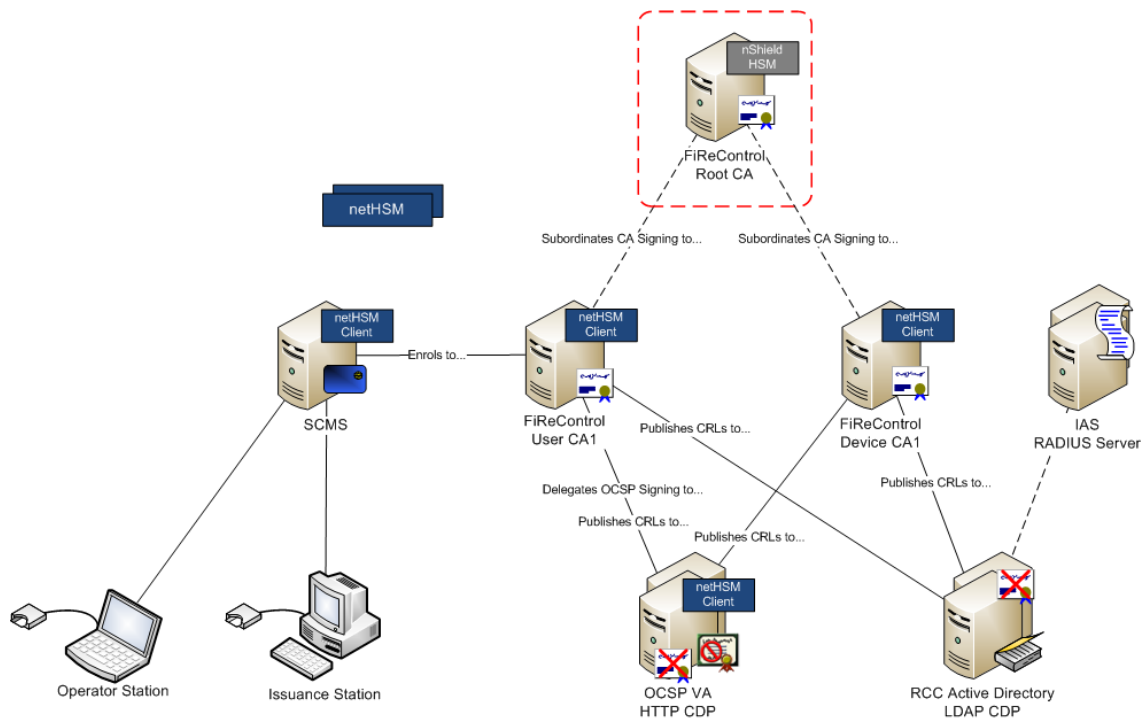 nShield
HSM
FiReControl
Root CA
netHSM
Subordinates CA Signing to...
Subordinates CA Signing to...
netHSM
Client
netHSM
Client
netHSM
Client
Enrols to...
SCMS
FiReControl
User CA1
FiReControl
Device CA1
IAS
RADIUS Server
Publishes CRLs to...
Delegates OCSP Signing to...
Publishes CRLs to...
Publishes CRLs to...
Publishes CRLs to...
netHSM
Client
Operator Station
Issuance Station
OCSP VA
HTTP CDP
RCC Active Directory
LDAP CDP